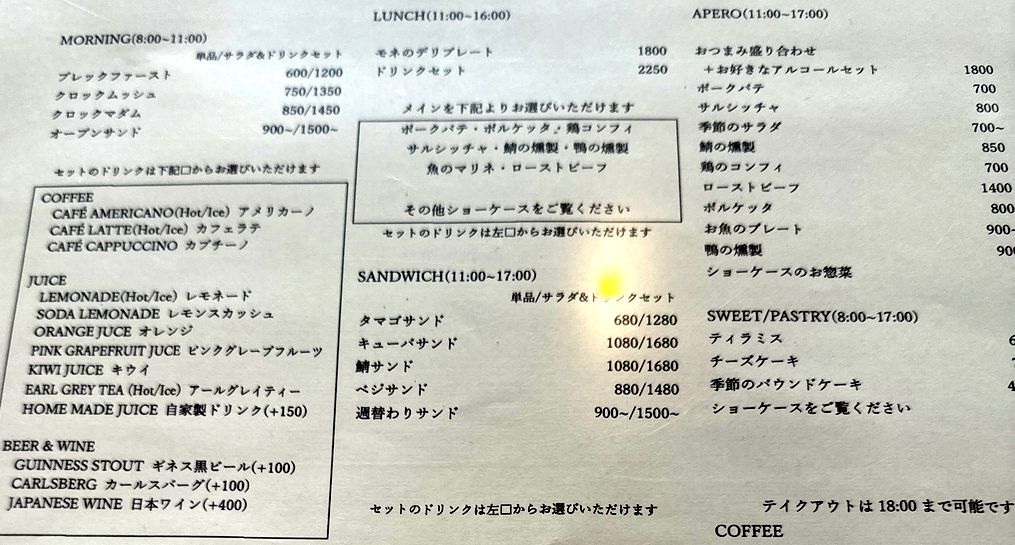 MORNING(8:00~11:00)
単品/サラダ&ドリンクセット
ブレックファースト 600/1200
クロックムッシュ 750/1350
クロックマダム 850/1450
オープンサンド 900~/1500~
セットのドリンクは下記□からお選びいただけます
COFFEE
CAFÉ AMERICANO(Hot/Ice) アメリカーノ
CAFÉ LATTE(Hot/Ice) カフェラテ
CAFÉ CAPPUCCINO カプチーノ
JUICE
LEMONADE(Hot/Ice) レモネード
SODA LEMONADE レモンスカッシュ
ORANGE JUCE オレンジ
PINK GRAPEFRUIT JUCE ピンクグレープフルーツ
KIWI JUICE キウイ
EARL GREY TEA (Hot/Ice) アールグレイティー
HOME MADE JUICE 自家製ドリンク(+150)
BEER & WINE
GUINNESS STOUT ギネス黒ビール(+100)
CARLSBERG カールスバーグ(+100)
JAPANESE WINE 日本ワイン(+400)
LUNCH(11:00~16:00)
モネのデリプレート 1800
ドリンクセット 2250
メインを下記よりお選びいただけます
ポークパテ・ポルケッタ・鶏コンフィ
サルシッチャ・鯖の燻製・鴨の燻製
魚のマリネ・ローストビーフ
その他ショーケースをご覧ください
セットのドリンクは左□からお選びいただけます
SANDWICH(11:00~17:00)
単品/サラダ&ドリンクセット
タマゴサンド 680/1280
キューバサンド 1080/1680
鯖サンド 1080/1680
ベジサンド 880/1480
週替わりサンド 900~/1500~
セットのドリンクは左□からお選びいただけます
APERO(11:00~17:00)
おつまみ盛り合わせ
+お好きなアルコールセット 1800
ポークパテ 700
サルシッチャ 800
季節のサラダ 700~
鯖の燻製 850
鶏のコンフィ 700
ローストビーフ 1400
ポルケッタ 800
お魚のプレート 900~
鴨の燻製
ショーケースのお惣菜
SWEET/PASTRY(8:00~17:00)
ティラミス
チーズケーキ
季節のパウンドケーキ
ショーケースをご覧ください
テイクアウトは 18:00 まで可能です
COFFEE